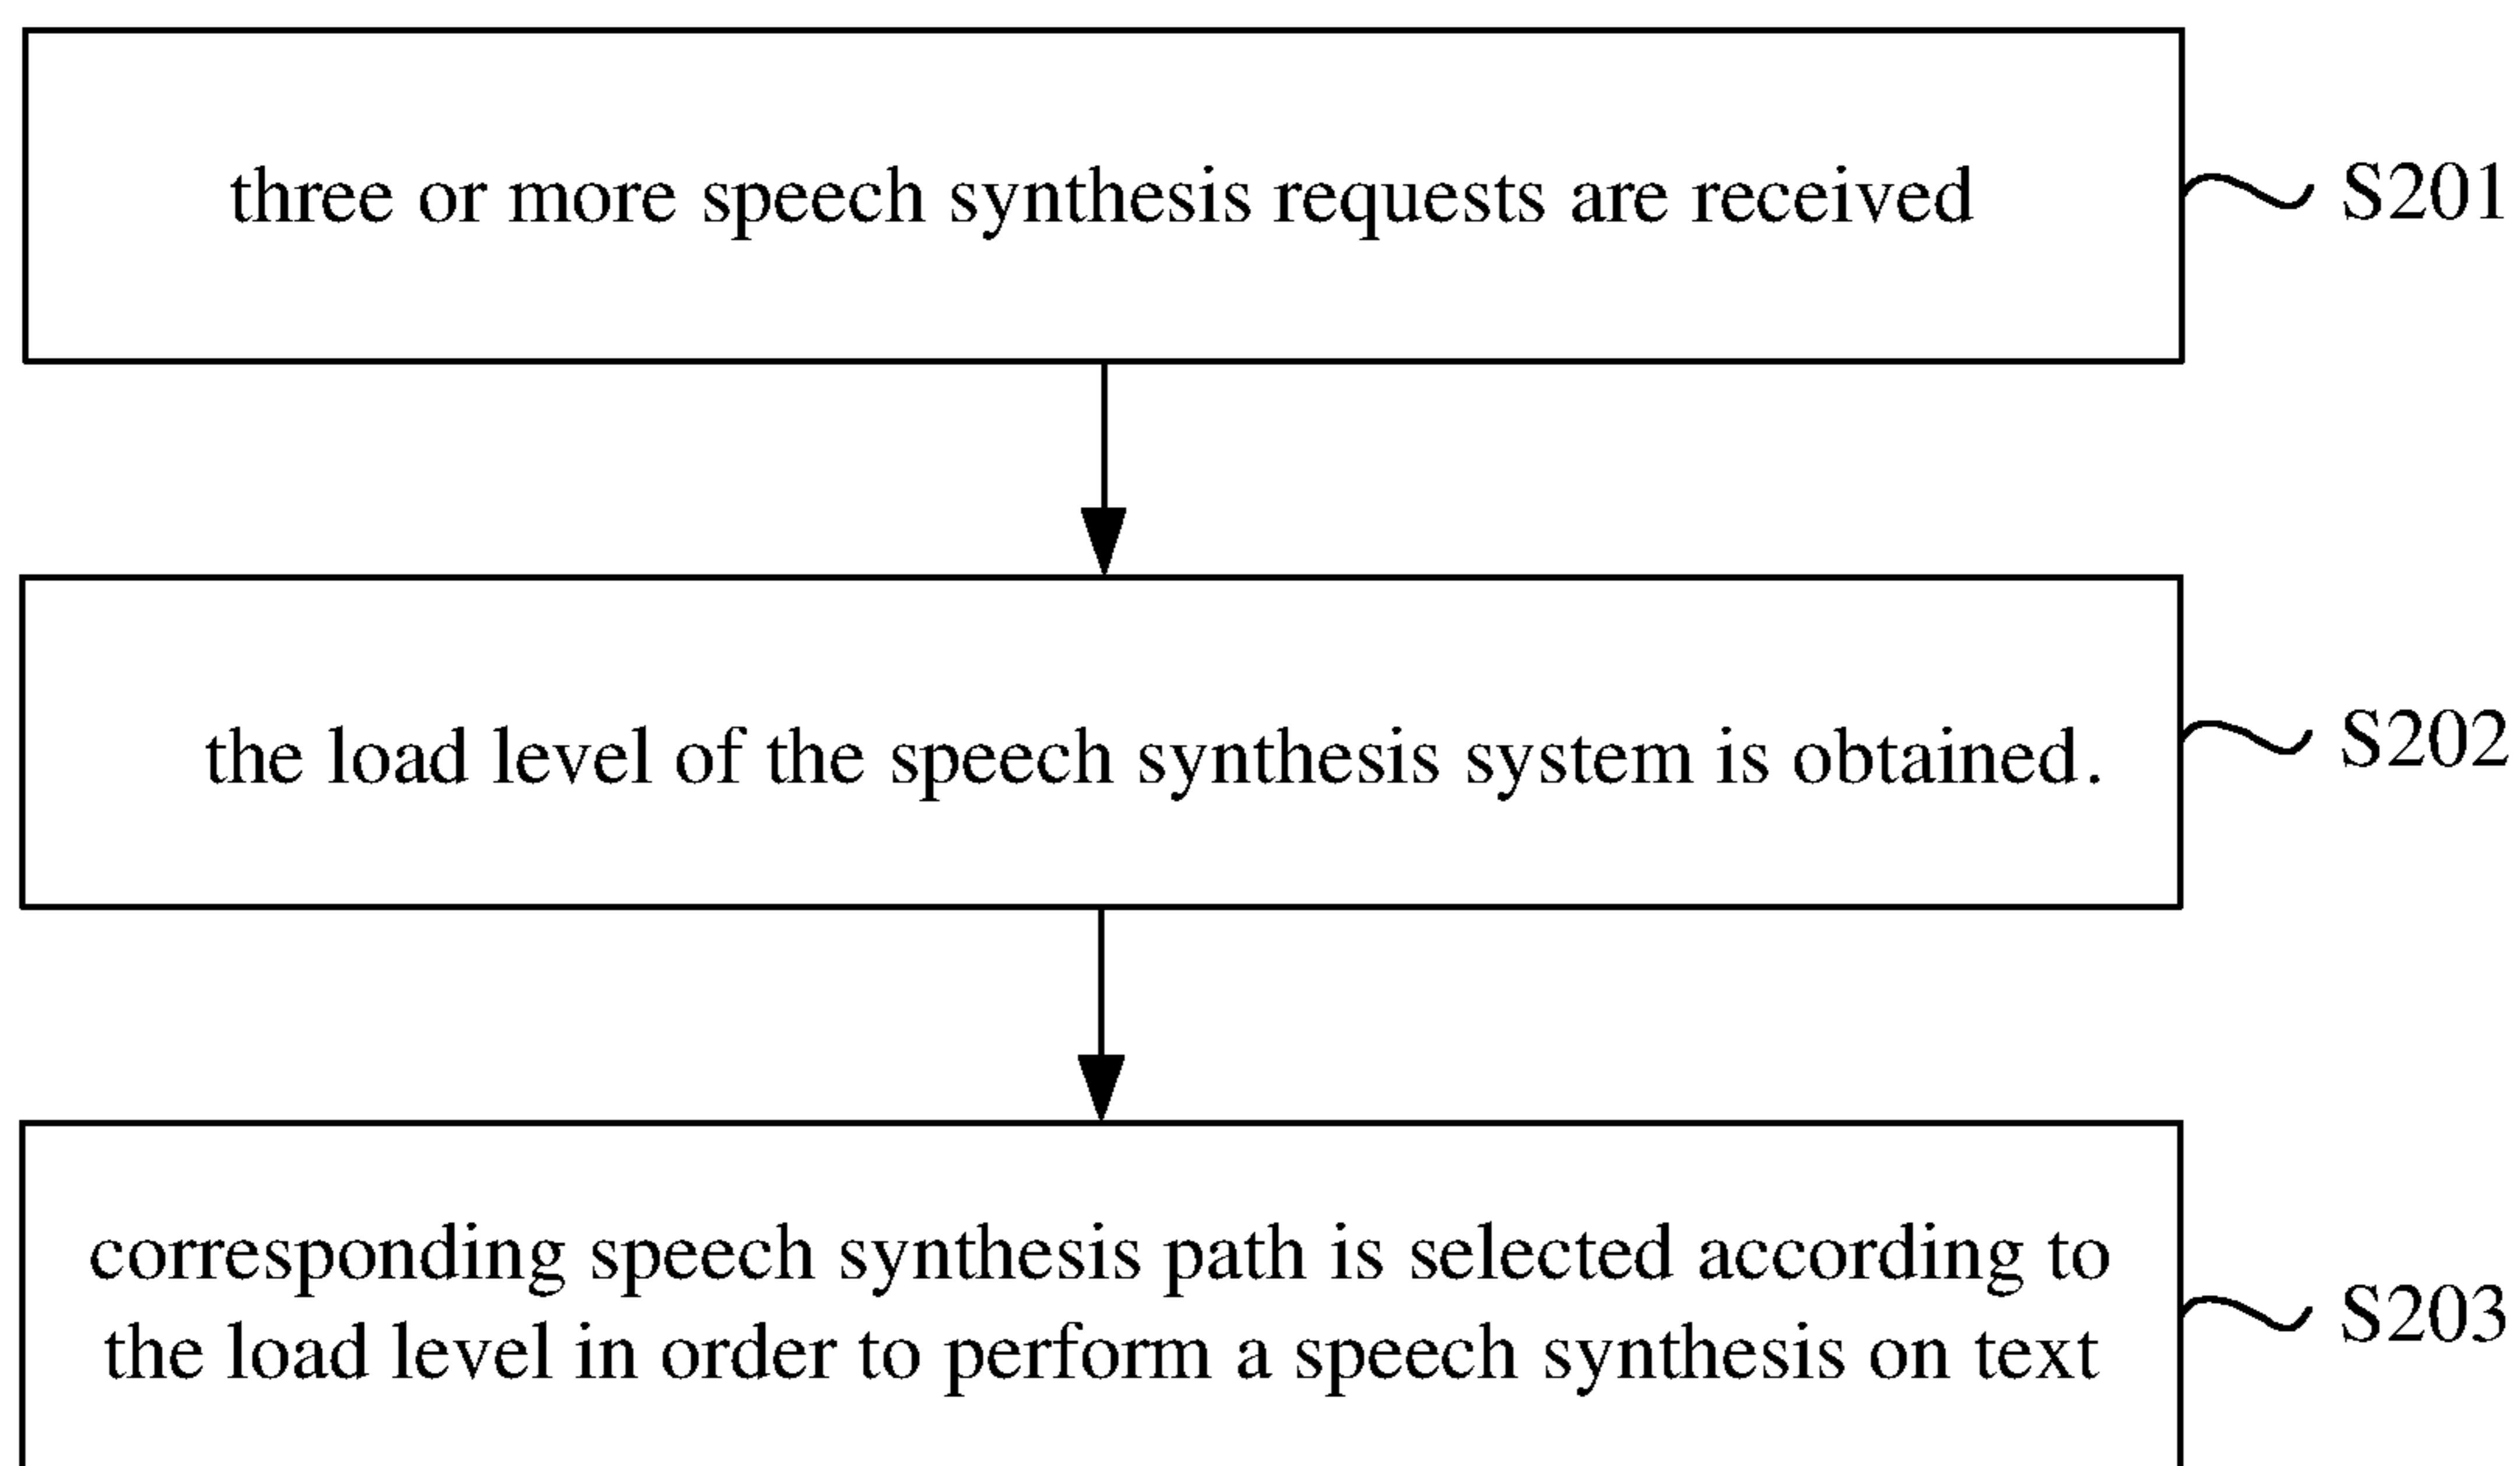 three or more speech synthesis requests are received
S201
the load level of the speech synthesis system is obtained.
S202
corresponding speech synthesis path is selected according to
the load level in order to perform a speech synthesis on text
S203